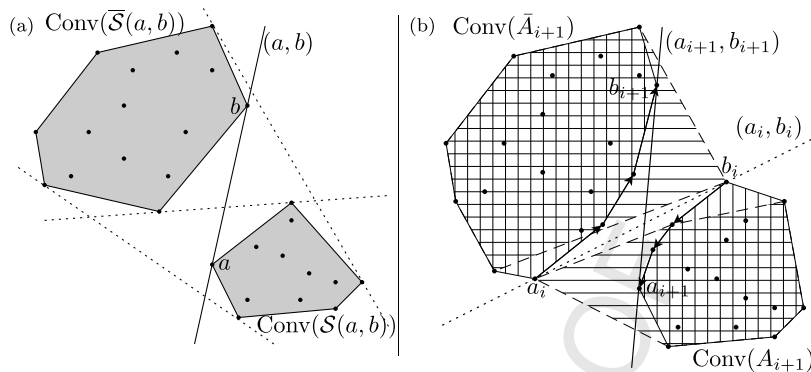 (a)
Conv(S̅(a, b))
(a, b)
b
a
Conv(S(a, b))
(b)
Conv(Ā_{i+1})
(a_{i+1}, b_{i+1})
b_{i+1}
(a_i, b_i)
b_i
a_i
a_{i+1}
Conv(A_{i+1})